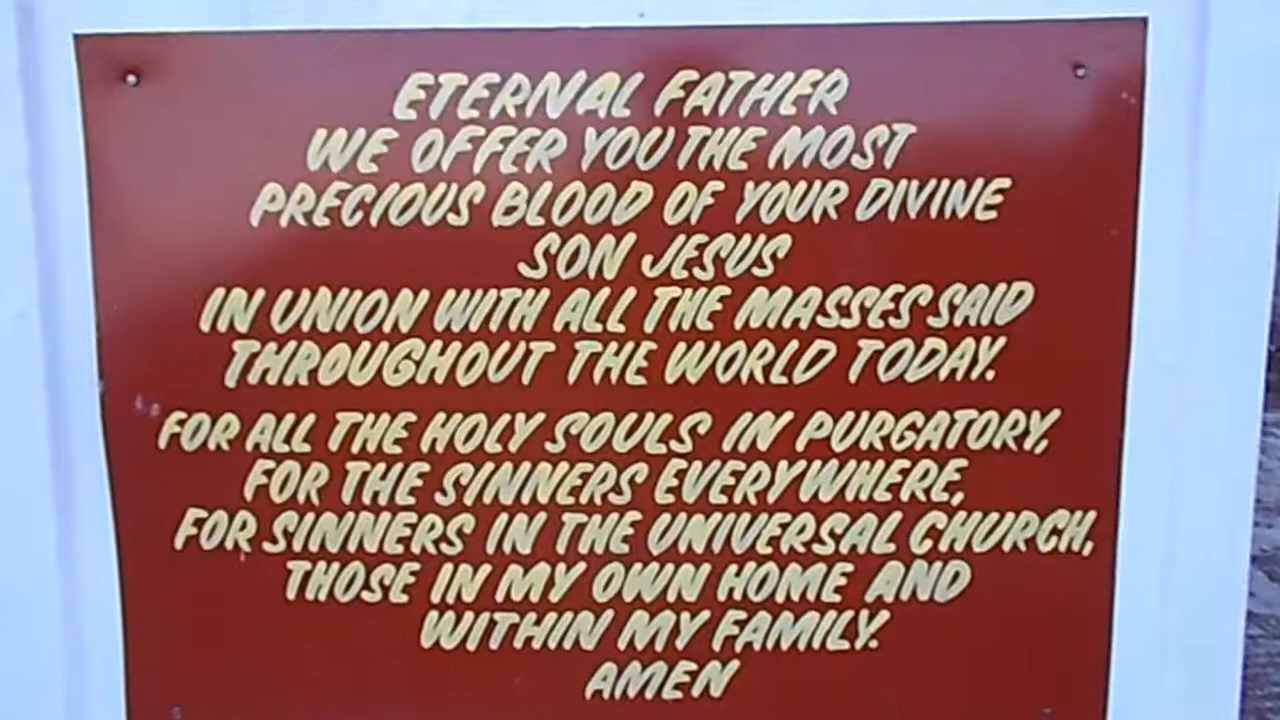 ETERNAL FATHER
WE OFFER YOU THE MOST
PRECIOUS BLOOD OF YOUR DIVINE
SON JESUS
IN UNION WITH ALL THE MASSES SAID
THROUGHOUT THE WORLD TODAY.
FOR ALL THE HOLY SOULS IN PURGATORY,
FOR THE SINNERS EVERYWHERE,
FOR SINNERS IN THE UNIVERSAL CHURCH,
THOSE IN MY OWN HOME AND
WITHIN MY FAMILY.
AMEN